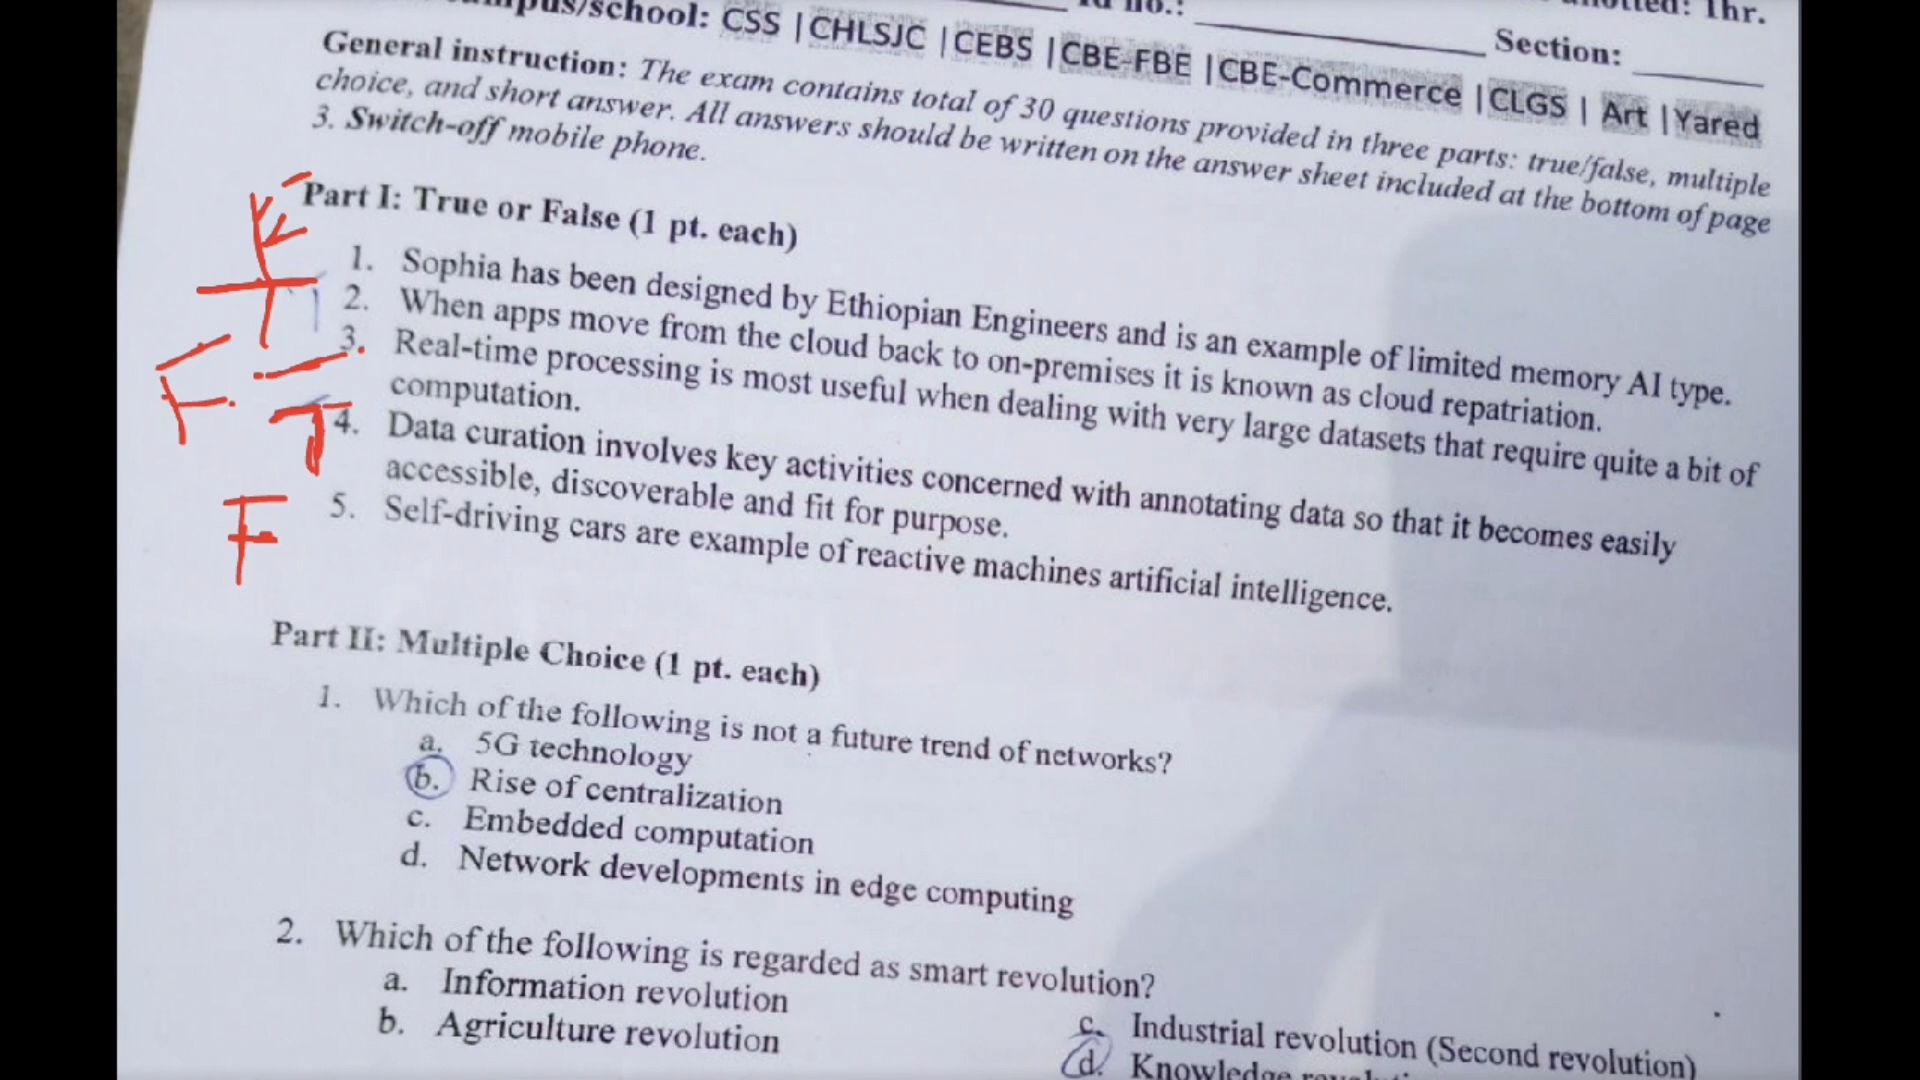 pus/school: CSS |CHLSJC |CEBS |CBE-FBE |CBE-Commerce |CLGS | Art |Yared
no.: Section: 1hr.
General instruction: The exam contains total of 30 questions provided in three parts: true/false, multiple
choice, and short answer. All answers should be written on the answer sheet included at the bottom of page
3. Switch-off mobile phone.
Part I: True or False (1 pt. each)
1. Sophia has been designed by Ethiopian Engineers and is an example of limited memory AI type.
2. When apps move from the cloud back to on-premises it is known as cloud repatriation.
3. Real-time processing is most useful when dealing with very large datasets that require quite a bit of
computation.
4. Data curation involves key activities concerned with annotating data so that it becomes easily
accessible, discoverable and fit for purpose.
5. Self-driving cars are example of reactive machines artificial intelligence.
F
T
F
T
F
Part II: Multiple Choice (1 pt. each)
1. Which of the following is not a future trend of networks?
a. 5G technology
b. Rise of centralization
c. Embedded computation
d. Network developments in edge computing
2. Which of the following is regarded as smart revolution?
a. Information revolution
b. Agriculture revolution
c. Industrial revolution (Second revolution)
d. Knowledge